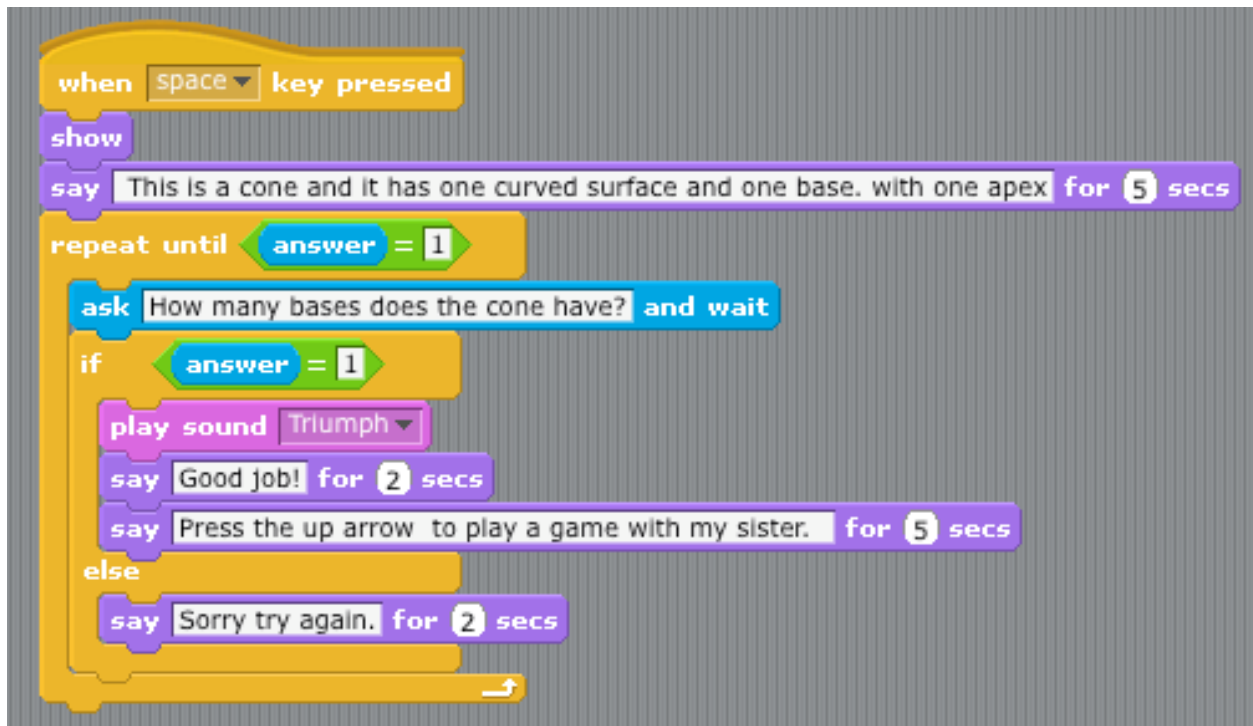 when space key pressed
show
say This is a cone and it has one curved surface and one base. with one apex for 5 secs
repeat until answer = 1
ask How many bases does the cone have? and wait
if answer = 1
play sound Triumph
say Good job! for 2 secs
say Press the up arrow  to play a game with my sister. for 5 secs
else
say Sorry try again. for 2 secs